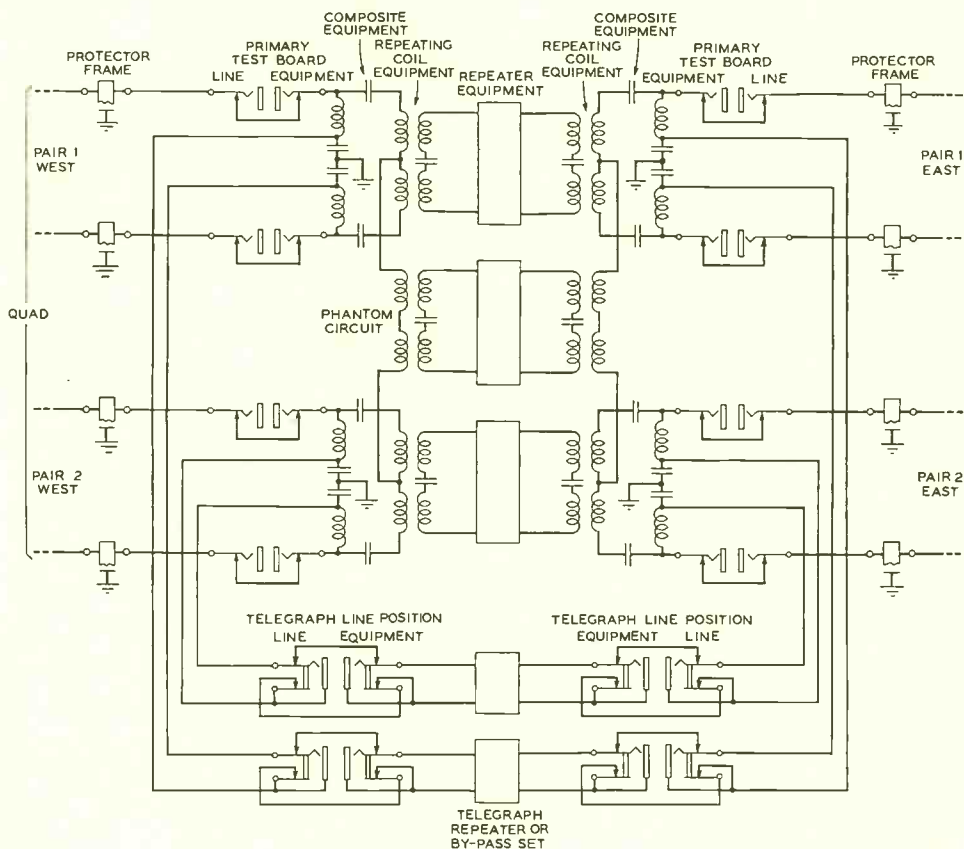 COMPOSITE
EQUIPMENT
COMPOSITE
EQUIPMENT
PROTECTOR
FRAME
PRIMARY
TEST BOARD
LINE EQUIPMENT
REPEATING
COIL
EQUIPMENT
REPEATER
EQUIPMENT
REPEATING
COIL
EQUIPMENT
PRIMARY
TEST BOARD
EQUIPMENT LINE
PROTECTOR
FRAME
PAIR 1
WEST
PAIR 1
EAST
QUAD
PHANTOM
CIRCUIT
PAIR 2
WEST
PAIR 2
EAST
TELEGRAPH LINE POSITION
LINE EQUIPMENT
TELEGRAPH LINE POSITION
EQUIPMENT LINE
TELEGRAPH
REPEATER OR
BY-PASS SET